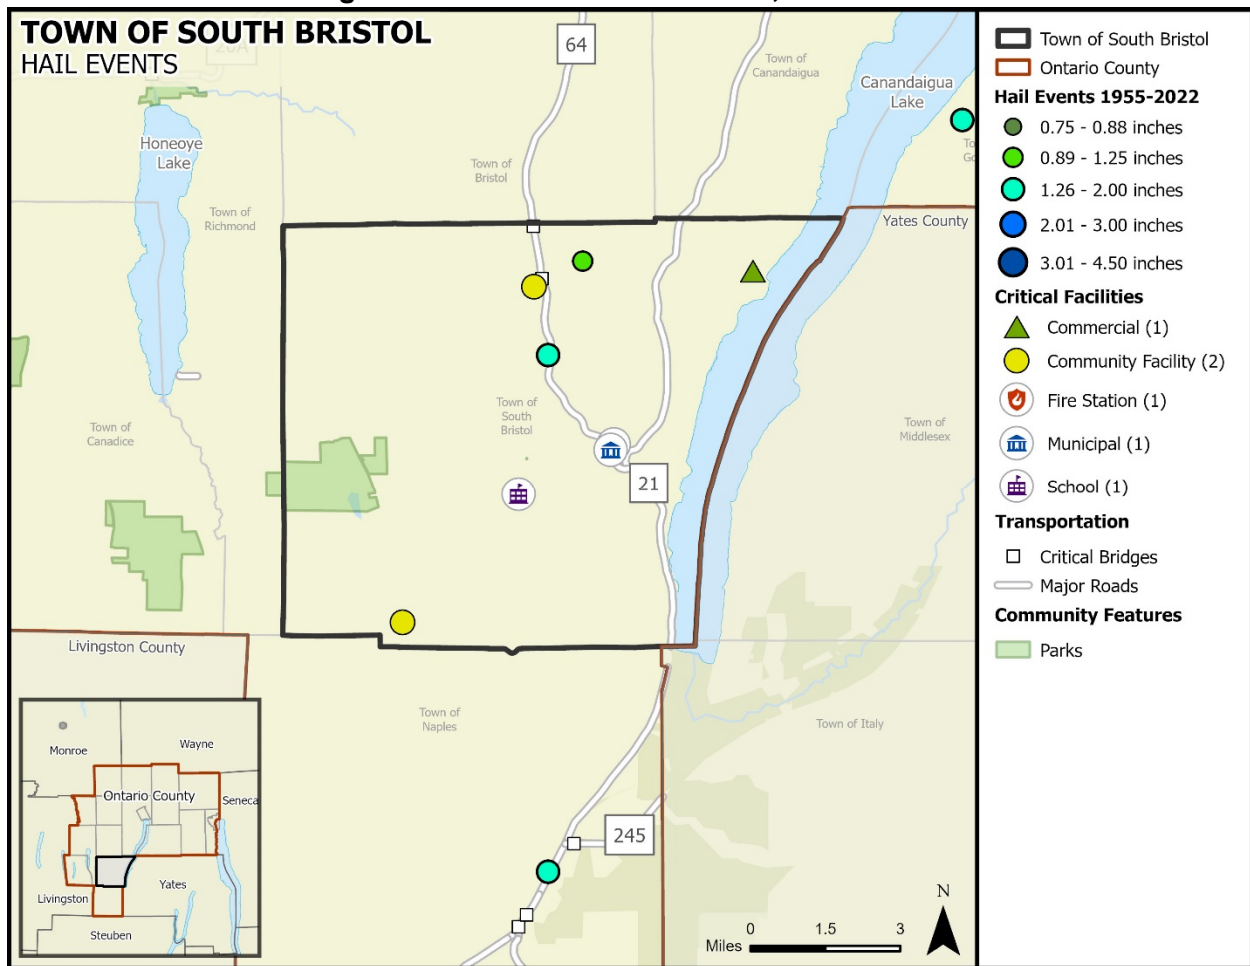 TOWN OF SOUTH BRISTOL
HAIL EVENTS
64
Town of
Canandaigua
Canandaigua
Lake
Honeoye
Lake
Town of
Bristol
Town of
Richmond
Yates County
Town of
South
Bristol
Town of
Canadice
Town of
Middlesex
21
Livingston County
Town of
Naples
Town of Italy
245
Monroe
Wayne
Ontario County
Seneca
Livingston
Yates
Steuben
Miles
0
1.5
3
N
Town of South Bristol
Ontario County
Hail Events 1955-2022
0.75 - 0.88 inches
0.89 - 1.25 inches
1.26 - 2.00 inches
2.01 - 3.00 inches
3.01 - 4.50 inches
Critical Facilities
Commercial (1)
Community Facility (2)
Fire Station (1)
Municipal (1)
School (1)
Transportation
Critical Bridges
Major Roads
Community Features
Parks